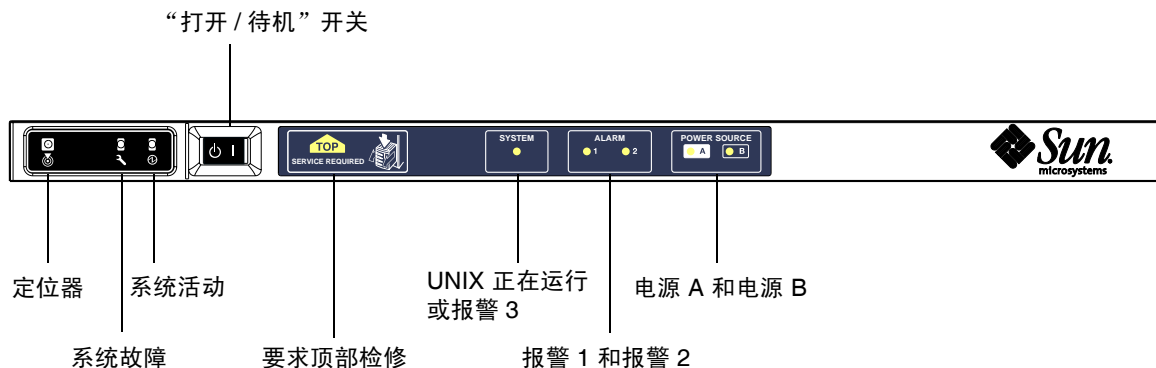 “打开 / 待机”开关
TOP
SERVICE REQUIRED
SYSTEM
ALARM
1 2
POWER SOURCE
A B
Sun.
microsystems
定位器
系统活动
UNIX 正在运行
或报警 3
电源 A 和电源 B
系统故障
要求顶部检修
报警 1 和报警 2